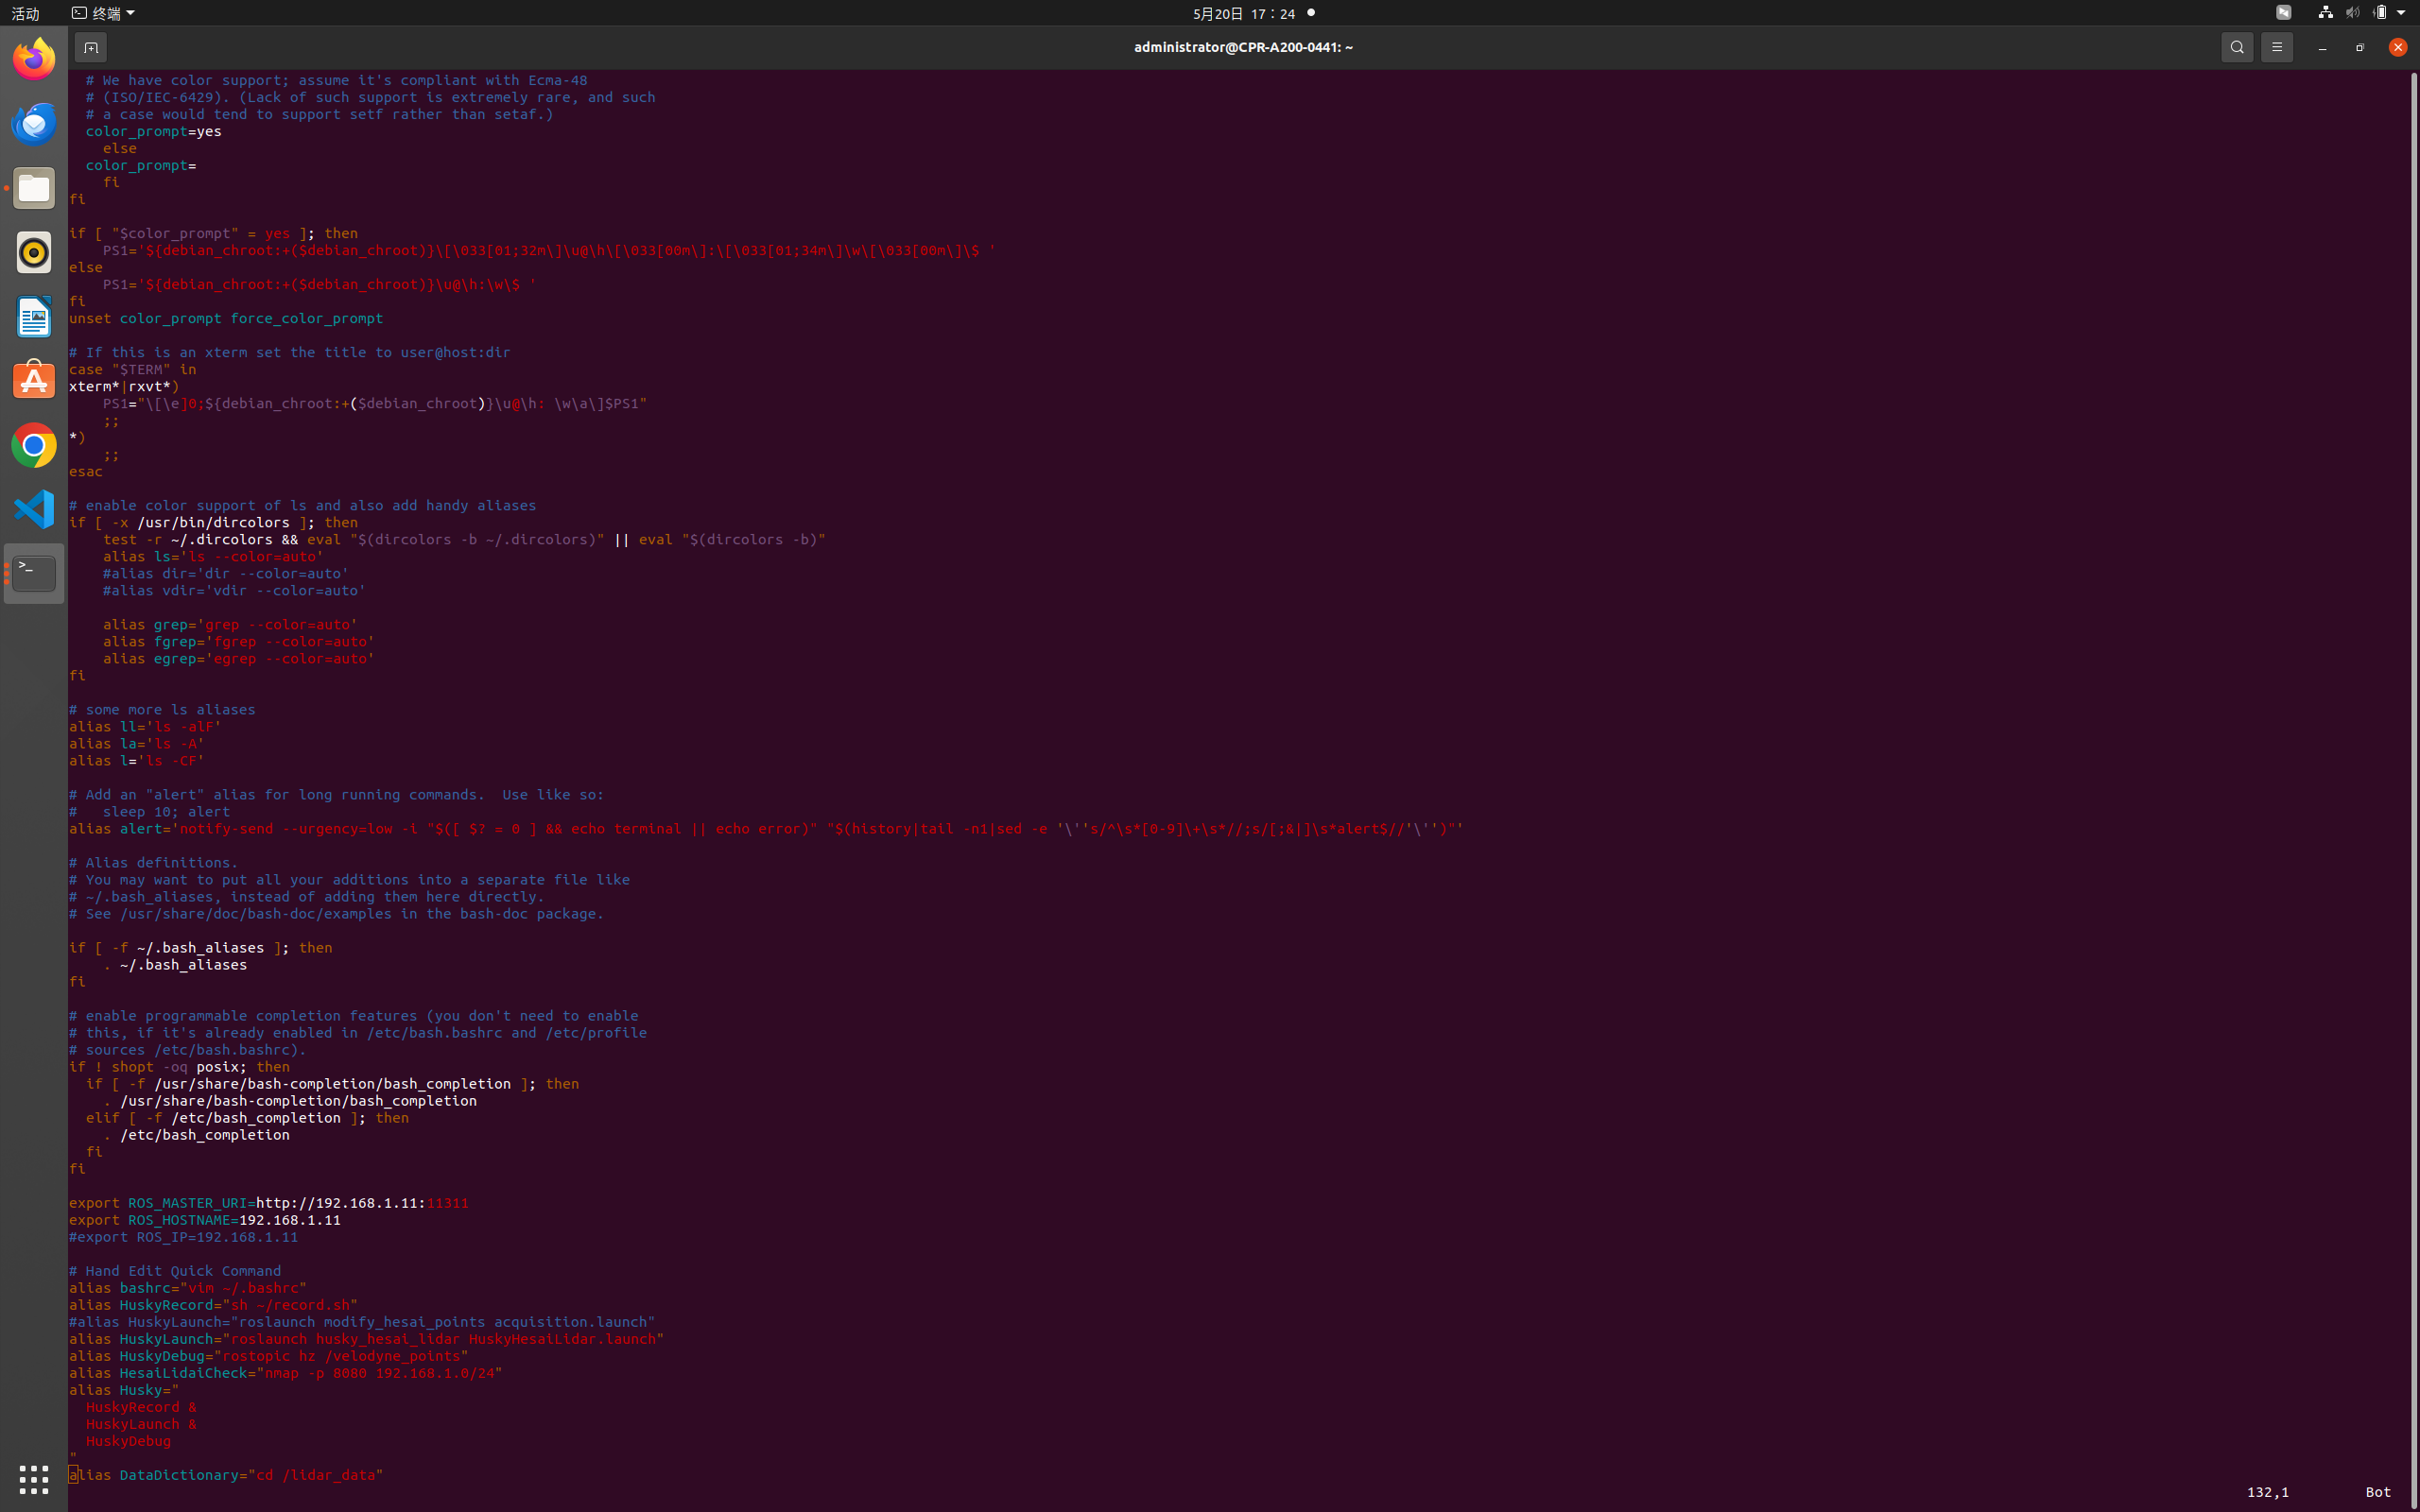 活动
终端
5月20日 17：24
administrator@CPR-A200-0441: ~
  # We have color support; assume it's compliant with Ecma-48
  # (ISO/IEC-6429). (Lack of such support is extremely rare, and such
  # a case would tend to support setf rather than setaf.)
  color_prompt=yes
    else
  color_prompt=
    fi
fi

if [ "$color_prompt" = yes ]; then
    PS1='${debian_chroot:+($debian_chroot)}\[\033[01;32m\]\u@\h\[\033[00m\]:\[\033[01;34m\]\w\[\033[00m\]\$ '
else
    PS1='${debian_chroot:+($debian_chroot)}\u@\h:\w\$ '
fi
unset color_prompt force_color_prompt

# If this is an xterm set the title to user@host:dir
case "$TERM" in
xterm*|rxvt*)
    PS1="\[\e]0;${debian_chroot:+($debian_chroot)}\u@\h: \w\a\]$PS1"
    ;;
*)
    ;;
esac

# enable color support of ls and also add handy aliases
if [ -x /usr/bin/dircolors ]; then
    test -r ~/.dircolors && eval "$(dircolors -b ~/.dircolors)" || eval "$(dircolors -b)"
    alias ls='ls --color=auto'
    #alias dir='dir --color=auto'
    #alias vdir='vdir --color=auto'

    alias grep='grep --color=auto'
    alias fgrep='fgrep --color=auto'
    alias egrep='egrep --color=auto'
fi

# some more ls aliases
alias ll='ls -alF'
alias la='ls -A'
alias l='ls -CF'

# Add an "alert" alias for long running commands.  Use like so:
#   sleep 10; alert
alias alert='notify-send --urgency=low -i "$([ $? = 0 ] && echo terminal || echo error)" "$(history|tail -n1|sed -e '\''s/^\s*[0-9]\+\s*//;s/[;&|]\s*alert$//'\'')"'

# Alias definitions.
# You may want to put all your additions into a separate file like
# ~/.bash_aliases, instead of adding them here directly.
# See /usr/share/doc/bash-doc/examples in the bash-doc package.

if [ -f ~/.bash_aliases ]; then
    . ~/.bash_aliases
fi

# enable programmable completion features (you don't need to enable
# this, if it's already enabled in /etc/bash.bashrc and /etc/profile
# sources /etc/bash.bashrc).
if ! shopt -oq posix; then
  if [ -f /usr/share/bash-completion/bash_completion ]; then
    . /usr/share/bash-completion/bash_completion
  elif [ -f /etc/bash_completion ]; then
    . /etc/bash_completion
  fi
fi

export ROS_MASTER_URI=http://192.168.1.11:11311
export ROS_HOSTNAME=192.168.1.11
#export ROS_IP=192.168.1.11

# Hand Edit Quick Command
alias bashrc="vim ~/.bashrc"
alias HuskyRecord="sh ~/record.sh"
#alias HuskyLaunch="roslaunch modify_hesai_points acquisition.launch"
alias HuskyLaunch="roslaunch husky_hesai_lidar HuskyHesaiLidar.launch"
alias HuskyDebug="rostopic hz /velodyne_points"
alias HesaiLidaiCheck="nmap -p 8080 192.168.1.0/24"
alias Husky="
  HuskyRecord &
  HuskyLaunch &
  HuskyDebug
"
alias DataDictionary="cd /lidar_data"
132,1 Bot